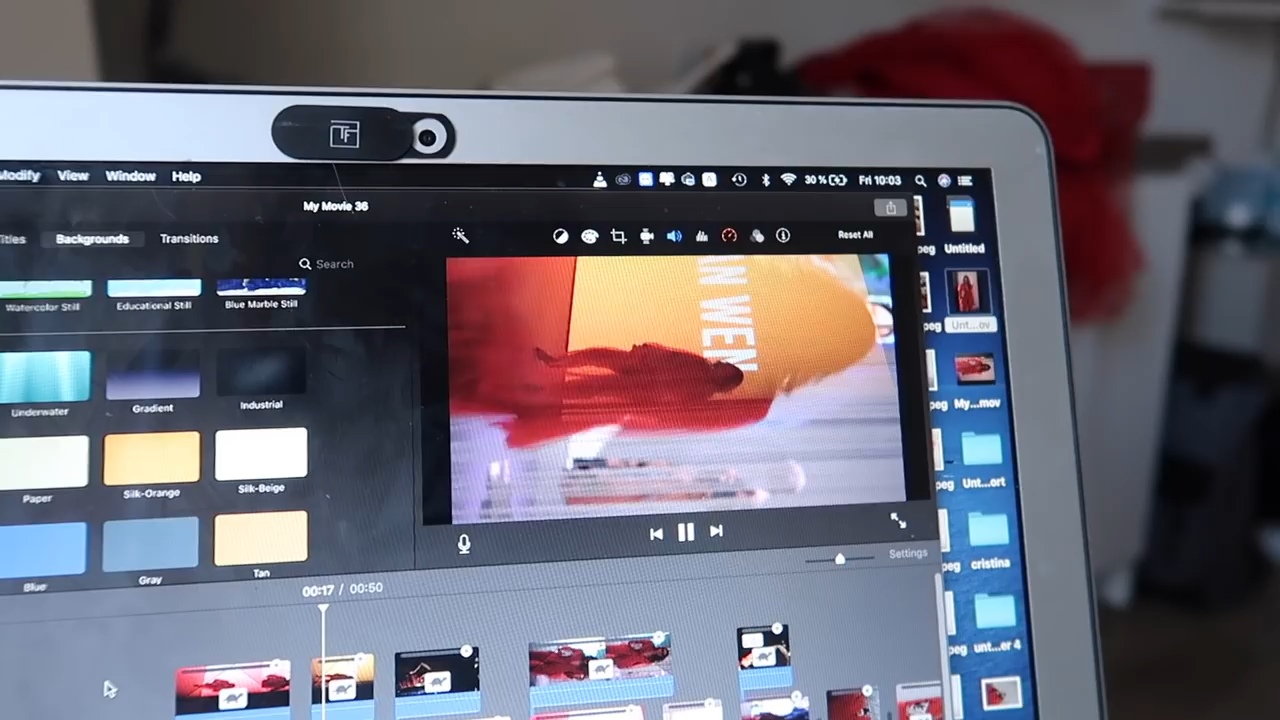 TF
Modify View Window Help
30% Fri 10:03
My Movie 36
Titles Backgrounds Transitions
Reset All
Search
Untitled
Watercolor Still Educational Still Blue Marble Still
AN WEN
peg Unt...ov
Underwater Gradient Industrial
peg My...mov
Paper Silk-Orange Silk-Beige
peg Unt...ort
Blue Gray Tan
Settings
peg cristina
00:17 / 00:50
peg unt...er 4